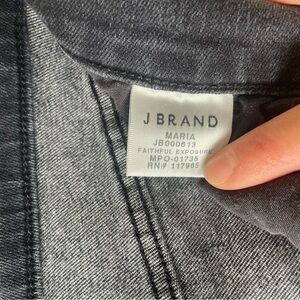 J BRAND
MARIA
JB000613
FAITHFUL EXPOSURE
MPO-01735
RN# 117965